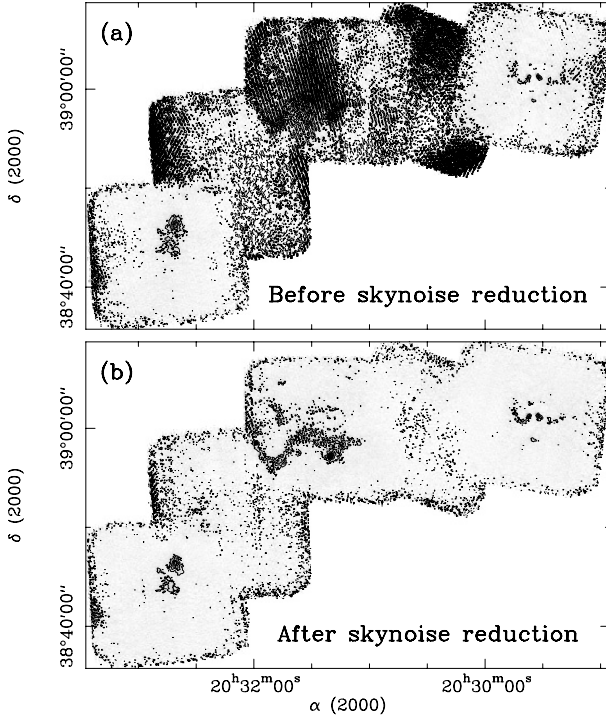 (a)
39°00'00"
δ (2000)
38°40'00"
Before skynoise reduction
(b)
39°00'00"
δ (2000)
38°40'00"
After skynoise reduction
20ʰ32ᵐ00ˢ 20ʰ30ᵐ00ˢ
α (2000)